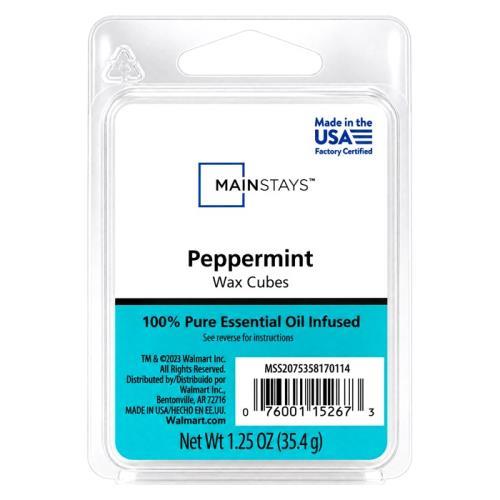 Made in the
USA
Factory Certified
MAINSTAYS™
Peppermint
Wax Cubes
100% Pure Essential Oil Infused
See reverse for instructions
TM & ©2023 Walmart Inc.
All Rights Reserved.
Distributed by/Distribuido por
Walmart Inc.,
Bentonville, AR 72716
MADE IN USA/HECHO EN EE.UU.
Walmart.com
MSS2075358170114
0 76001 15267 3
Net Wt 1.25 OZ (35.4 g)